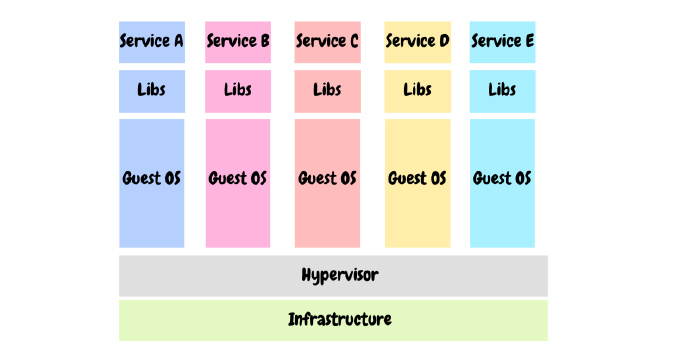 Service A Service B Service C Service D Service E
Libs Libs Libs Libs Libs
Guest OS Guest OS Guest OS Guest OS Guest OS
Hypervisor
Infrastructure